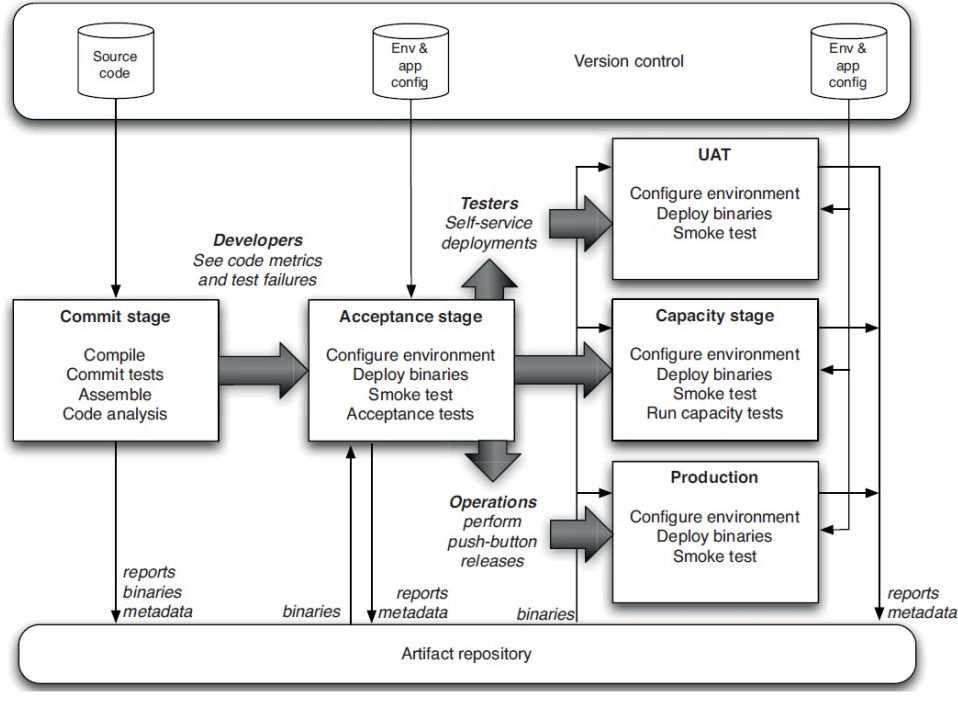 Source
code
Env &
app
config
Version control
Env &
app
config
UAT
Configure environment
Deploy binaries
Smoke test
Testers
Self-service
deployments
Developers
See code metrics
and test failures
Commit stage
Compile
Commit tests
Assemble
Code analysis
Acceptance stage
Configure environment
Deploy binaries
Smoke test
Acceptance tests
Capacity stage
Configure environment
Deploy binaries
Smoke test
Run capacity tests
Operations
perform
push-button
releases
Production
Configure environment
Deploy binaries
Smoke test
reports
binaries
metadata
binaries
reports
metadata
binaries
reports
metadata
Artifact repository